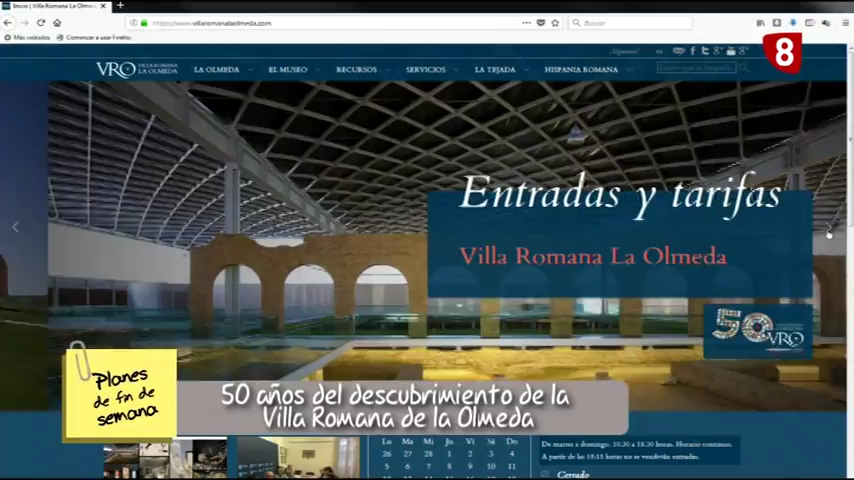 Inicio | Villa Romana La Olmeda
https://www.villaromanalaolmeda.com
Buscar
Más visitados
Comenzar a usar Firefox
8
¡Síguenos!
VRO VILLA ROMANA
LA OLMEDA
LA OLMEDA
EL MUSEO
RECURSOS
SERVICIOS
LA TEJADA
HISPANIA ROMANA
Entradas y tarifas
Villa Romana La Olmeda
50
VRO
Planes
de fin de
semana
50 años del descubrimiento de la
Villa Romana de la Olmeda
Lu Ma Mi Ju Vi Sá Do
26 27 28 1 2 3 4
5 6 7 8 9 10 11
De martes a domingo: 10.30 a 18.30 horas. Horario continuo.
A partir de las 18:15 horas no se venderán entradas.
Cerrado